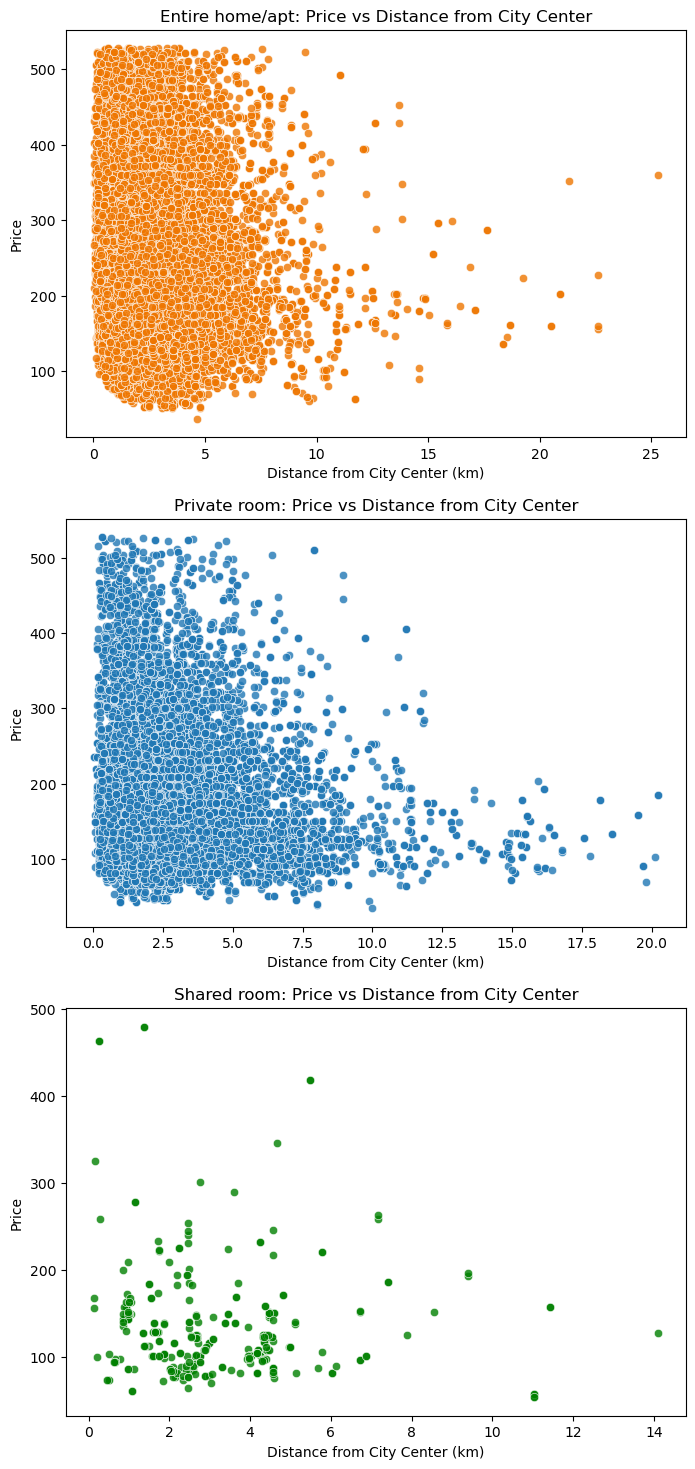 Entire home/apt: Price vs Distance from City Center
500
400
300
200
100
Price
0 5 10 15 20 25
Distance from City Center (km)
Private room: Price vs Distance from City Center
500
400
300
200
100
Price
0.0 2.5 5.0 7.5 10.0 12.5 15.0 17.5 20.0
Distance from City Center (km)
Shared room: Price vs Distance from City Center
500
400
300
200
100
Price
0 2 4 6 8 10 12 14
Distance from City Center (km)